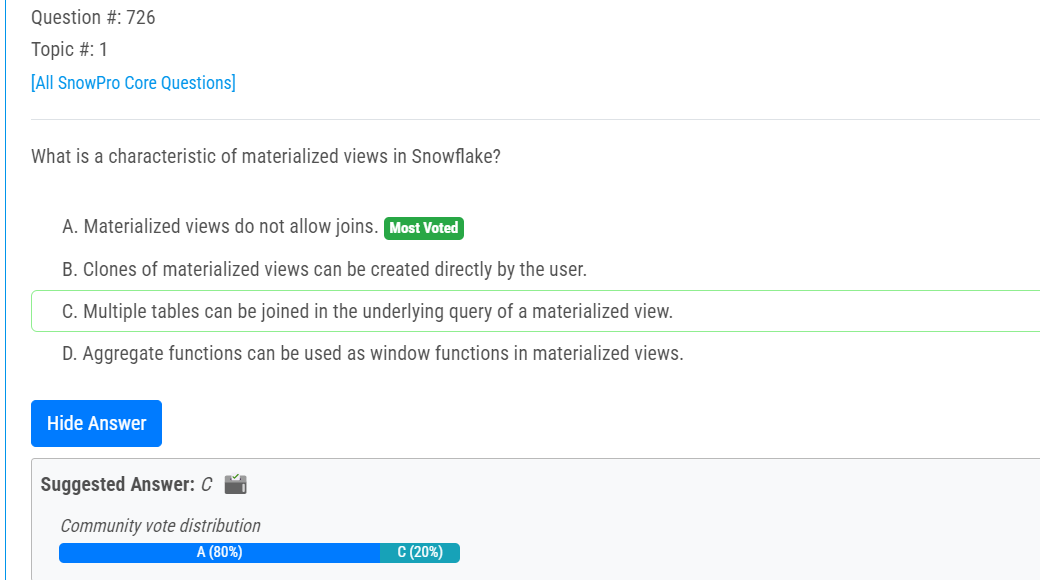 Question #: 726
Topic #: 1
[All SnowPro Core Questions]
What is a characteristic of materialized views in Snowflake?
A. Materialized views do not allow joins. Most Voted
B. Clones of materialized views can be created directly by the user.
C. Multiple tables can be joined in the underlying query of a materialized view.
D. Aggregate functions can be used as window functions in materialized views.
Hide Answer
Suggested Answer: C
Community vote distribution
A (80%) C (20%)